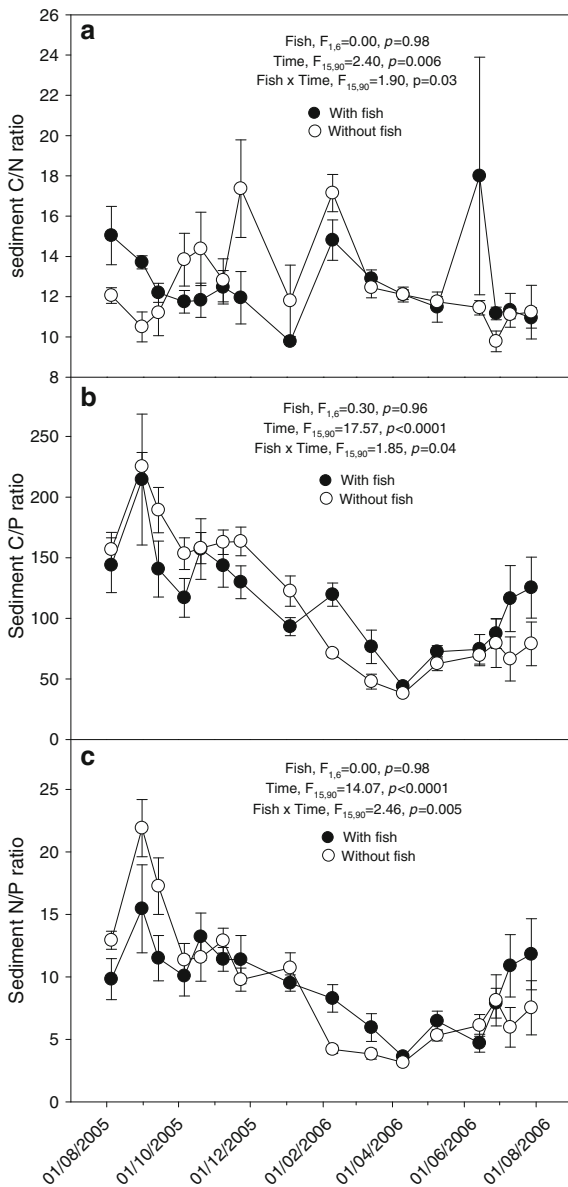 a
Fish, F1,6=0.00, p=0.98
Time, F15,90=2.40, p=0.006
Fish x Time, F15,90=1.90, p=0.03
With fish
Without fish
sediment C/N ratio
26
24
22
20
18
16
14
12
10
8
b
Fish, F1,6=0.30, p=0.96
Time, F15,90=17.57, p<0.0001
Fish x Time, F15,90=1.85, p=0.04
With fish
Without fish
Sediment C/P ratio
250
200
150
100
50
0
c
Fish, F1,6=0.00, p=0.98
Time, F15,90=14.07, p<0.0001
Fish x Time, F15,90=2.46, p=0.005
With fish
Without fish
Sediment N/P ratio
25
20
15
10
5
0
01/08/2005
01/10/2005
01/12/2005
01/02/2006
01/04/2006
01/06/2006
01/08/2006